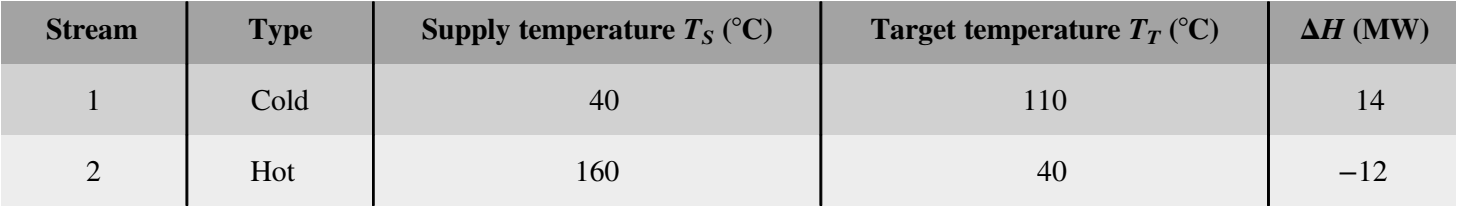 Stream Type Supply temperature T_S (°C) Target temperature T_T (°C) ΔH (MW)
1 Cold 40 110 14
2 Hot 160 40 −12